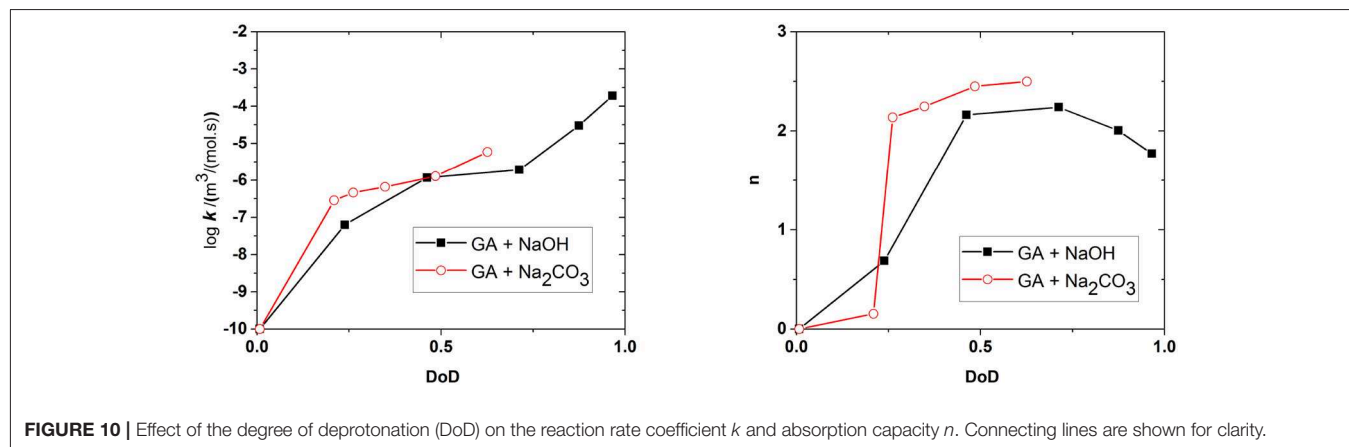 -2
-3
-4
-5
-6
-7
-8
-9
-10
log k /(m³/(mol.s))
0.0
0.5
1.0
DoD
GA + NaOH
GA + Na₂CO₃
3
2
1
0
n
0.0
0.5
1.0
DoD
GA + NaOH
GA + Na₂CO₃
FIGURE 10 | Effect of the degree of deprotonation (DoD) on the reaction rate coefficient k and absorption capacity n. Connecting lines are shown for clarity.